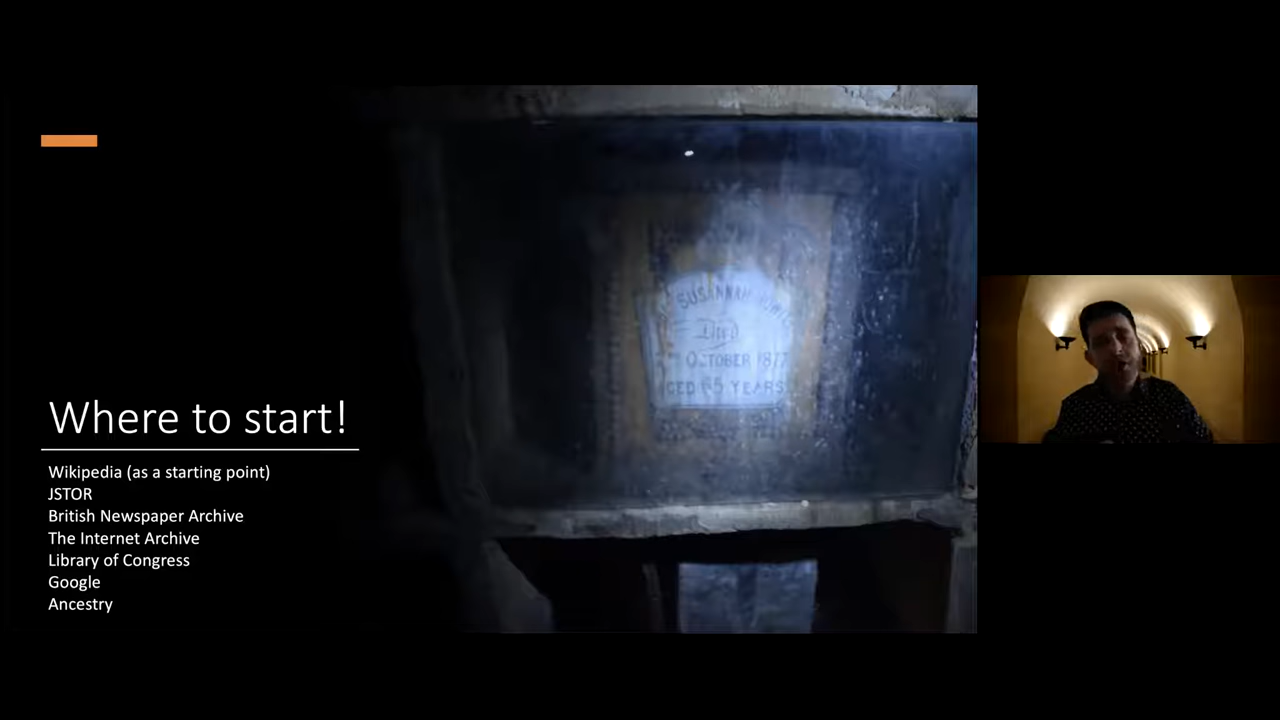 Where to start!
Wikipedia (as a starting point)
JSTOR
British Newspaper Archive
The Internet Archive
Library of Congress
Google
Ancestry
SUSANNAH
Died
OCTOBER 1877
AGED 65 YEARS